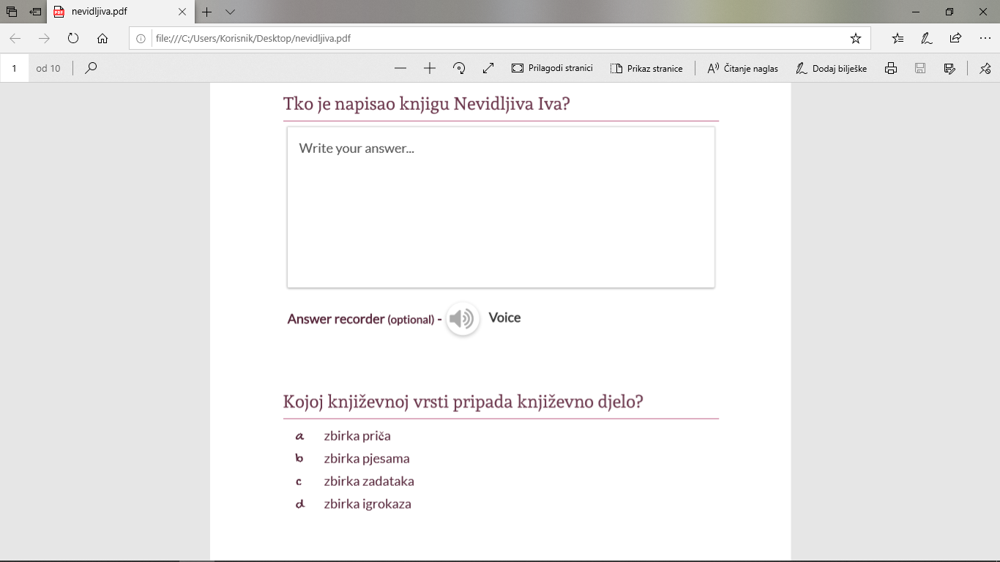 nevidljiva.pdf
file:///C:/Users/Korisnik/Desktop/nevidljiva.pdf
1 od 10 Prilagodi stranici Prikaz stranice Čitanje naglas Dodaj bilješke
Tko je napisao knjigu Nevidljiva Iva?
Write your answer...
Answer recorder (optional) - Voice
Kojoj književnoj vrsti pripada književno djelo?
a zbirka priča
b zbirka pjesama
c zbirka zadataka
d zbirka igrokaza